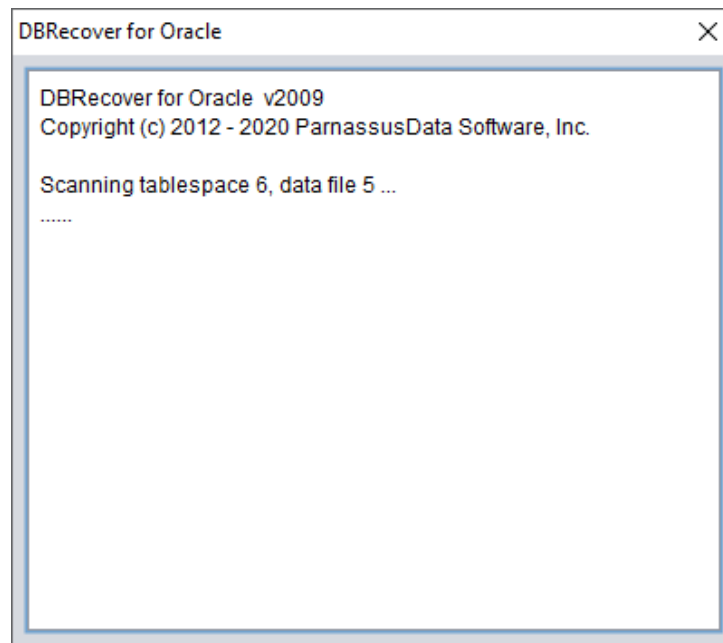 DBRecover for Oracle
DBRecover for Oracle  v2009
Copyright (c) 2012 - 2020 ParnassusData Software, Inc.
Scanning tablespace 6, data file 5 ...
......